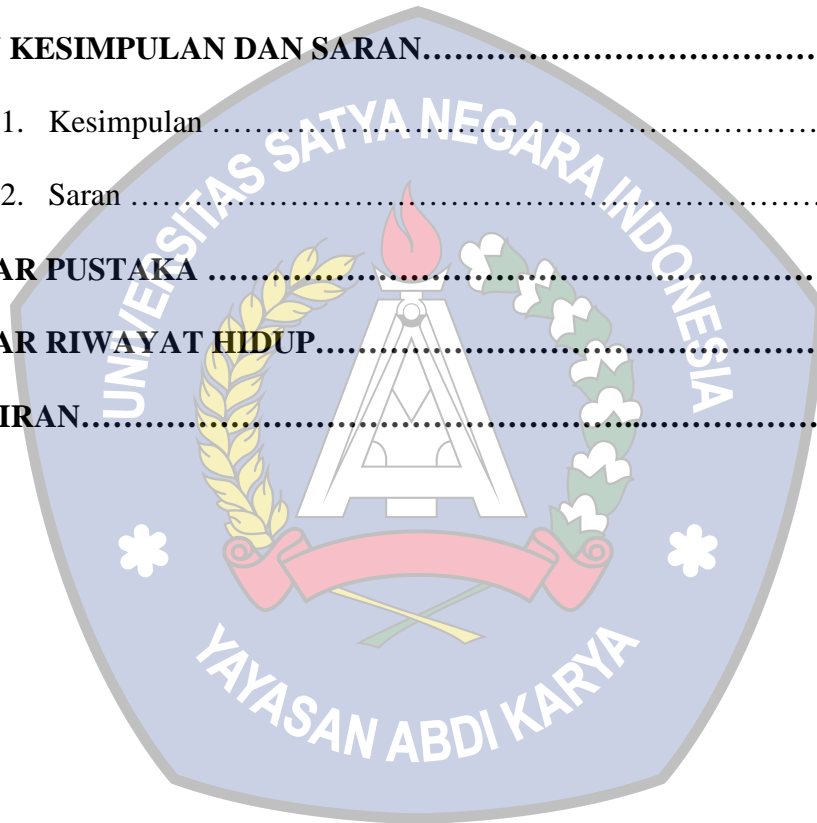 KESIMPULAN DAN SARAN……………………………………
1. Kesimpulan ……………………………………………………
2. Saran ……………………………………………………………
AR PUSTAKA ……………………………………………………
AR RIWAYAT HIDUP……………………………………………
IRAN………………………………………………………………
UNIVERSITAS SATYA NEGARA INDONESIA
YAYASAN ABDI KARYA